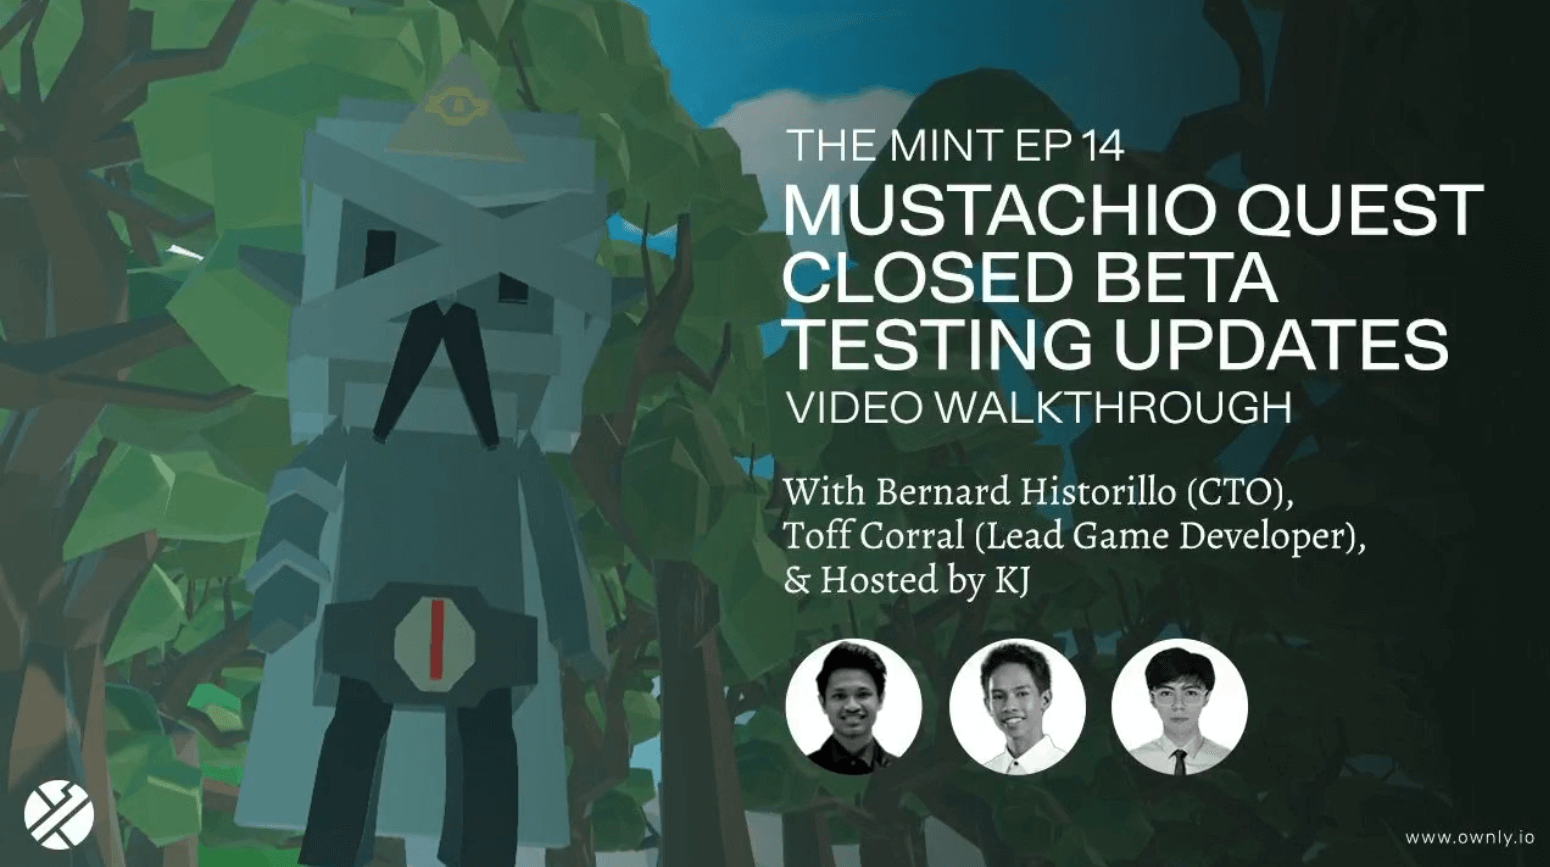 THE MINT EP 14
MUSTACHIO QUEST
CLOSED BETA
TESTING UPDATES
VIDEO WALKTHROUGH
With Bernard Historillo (CTO),
Toff Corral (Lead Game Developer),
& Hosted by KJ
www.ownly.io